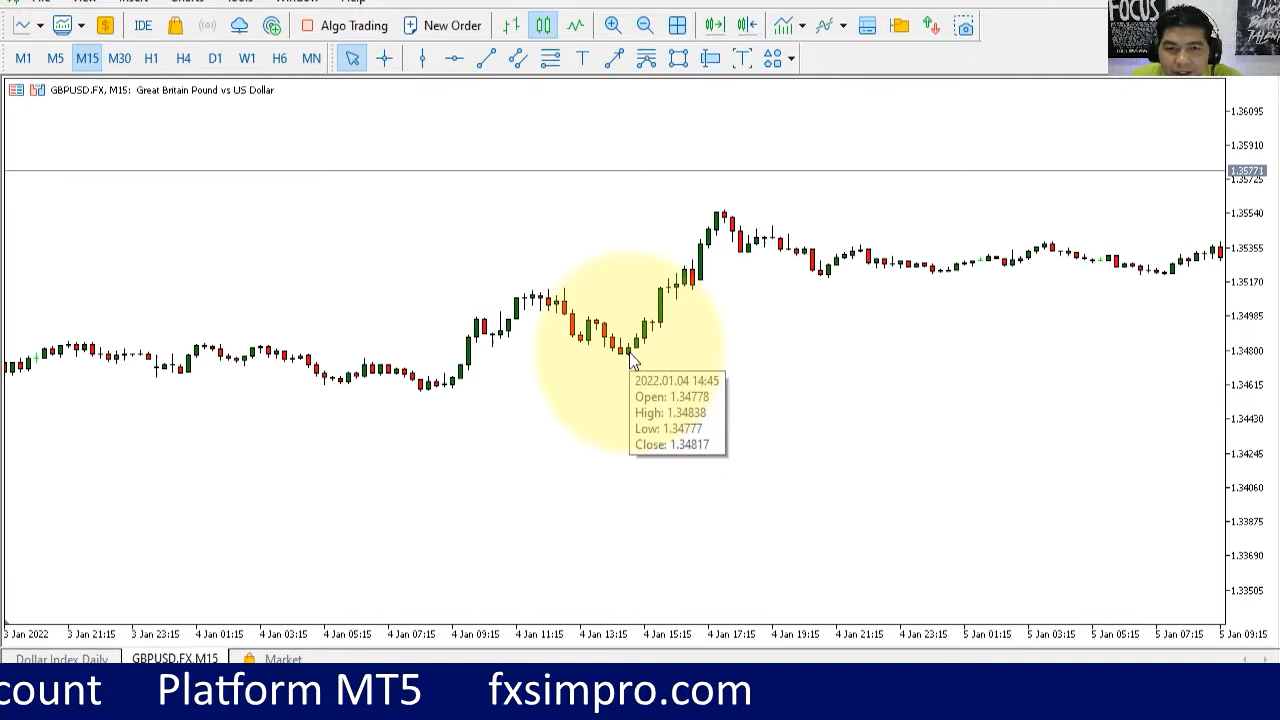 FOCUS
IDE
Algo Trading
New Order
M1 M5 M15 M30 H1 H4 D1 W1 H6 MN
GBPUSD.FX, M15: Great Britain Pound vs US Dollar
1.36095
1.35910
1.35771
1.35725
1.35540
1.35355
1.35170
1.34985
1.34800
1.34615
1.34430
1.34245
1.34060
1.33875
1.33690
1.33505
2022.01.04 14:45
Open: 1.34778
High: 1.34838
Low: 1.34777
Close: 1.34817
3 Jan 2022 3 Jan 21:15 3 Jan 23:15 4 Jan 01:15 4 Jan 03:15 4 Jan 05:15 4 Jan 07:15 4 Jan 09:15 4 Jan 11:15 4 Jan 13:15 4 Jan 15:15 4 Jan 17:15 4 Jan 19:15 4 Jan 21:15 4 Jan 23:15 5 Jan 01:15 5 Jan 03:15 5 Jan 05:15 5 Jan 07:15 5 Jan 09:15
Dollar Index Daily GBPUSD.FX,M15 Market
count Platform MT5 fxsimpro.com